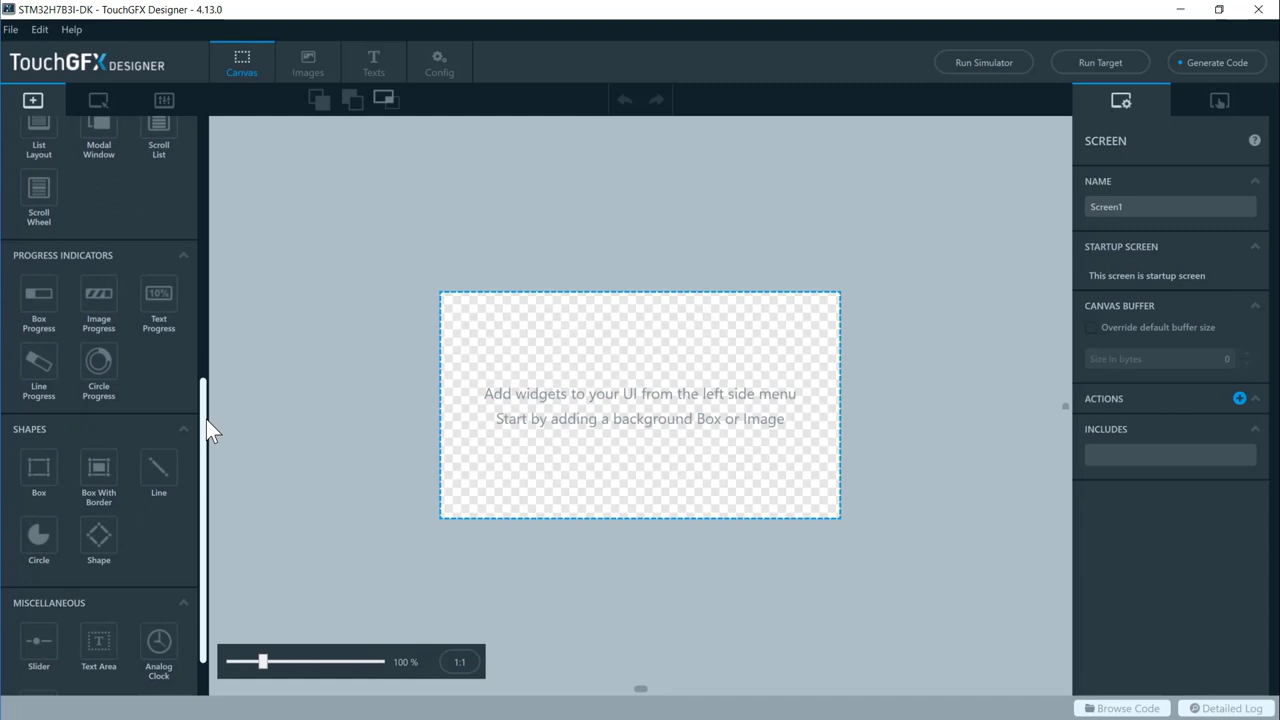 STM32H7B3I-DK - TouchGFX Designer - 4.13.0
File Edit Help
TouchGFX DESIGNER
Canvas
Images
Texts
Config
Run Simulator
Run Target
Generate Code
List Layout
Modal Window
Scroll List
Scroll Wheel
PROGRESS INDICATORS
Box Progress
Image Progress
10%
Text Progress
Line Progress
Circle Progress
SHAPES
Box
Box With Border
Line
Circle
Shape
MISCELLANEOUS
Slider
Text Area
Analog Clock
Add widgets to your UI from the left side menu
Start by adding a background Box or Image
100 %
1:1
SCREEN
NAME
Screen1
STARTUP SCREEN
This screen is startup screen
CANVAS BUFFER
Override default buffer size
Size in bytes 0
ACTIONS
INCLUDES
Browse Code
Detailed Log